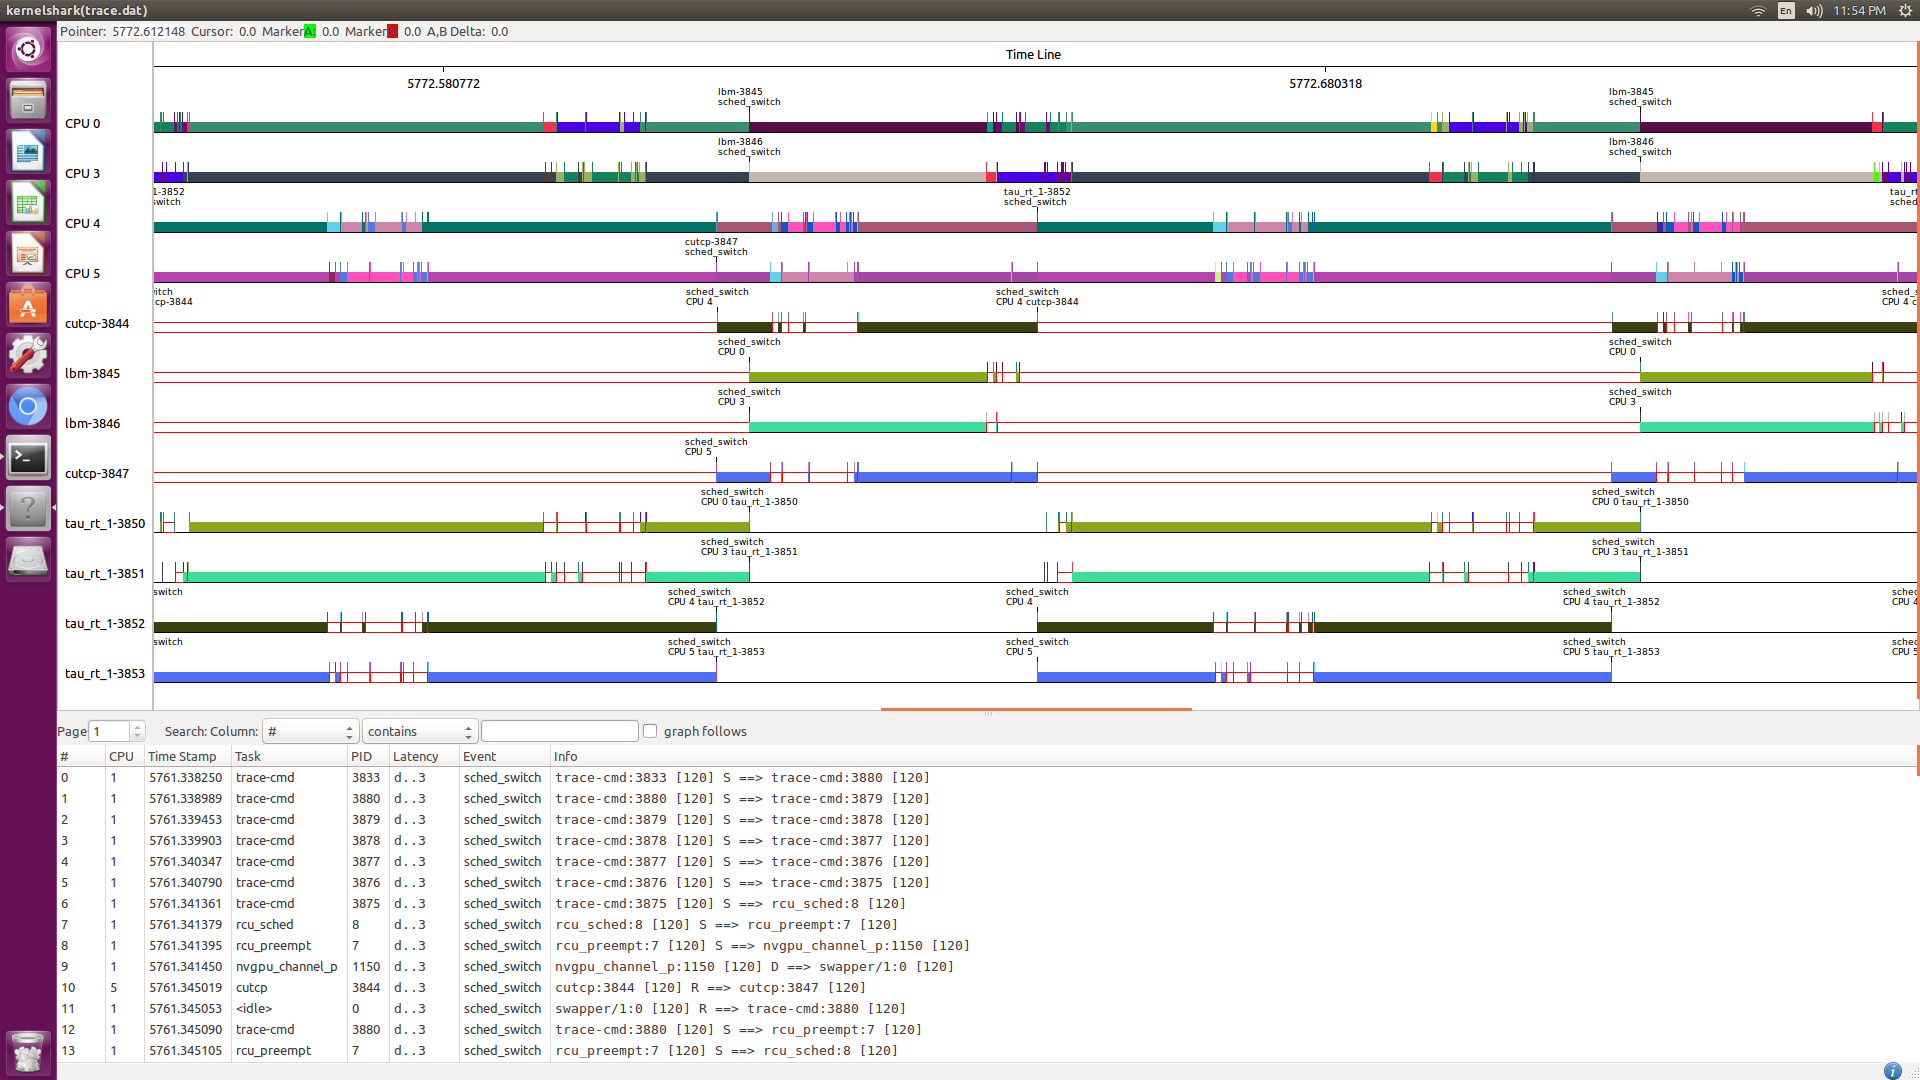 kernelshark(trace.dat)
En
11:54 PM
Pointer: 5772.612148 Cursor: 0.0 Marker A: 0.0 Marker 0.0 A,B Delta: 0.0
Time Line
5772.580772 5772.680318
lbm-3845 lbm-3845
sched_switch sched_switch
CPU 0
lbm-3846 lbm-3846
sched_switch sched_switch
CPU 3
1-3852 tau_rt_1-3852 tau_rt
switch sched_switch sched
CPU 4
cutcp-3847
sched_switch
CPU 5
itch sched_switch sched_switch sched_s
cp-3844 CPU 4 CPU 4 cutcp-3844 CPU 4 c
cutcp-3844
sched_switch sched_switch
CPU 0 CPU 0
lbm-3845
sched_switch sched_switch
CPU 3 CPU 3
lbm-3846
sched_switch
CPU 5
cutcp-3847
sched_switch sched_switch
CPU 0 tau_rt_1-3850 CPU 0 tau_rt_1-3850
tau_rt_1-3850
sched_switch sched_switch
CPU 3 tau_rt_1-3851 CPU 3 tau_rt_1-3851
tau_rt_1-3851
switch sched_switch sched_switch sched_switch sche
CPU 4 tau_rt_1-3852 CPU 4 CPU 4 tau_rt_1-3852 CPU 4
tau_rt_1-3852
switch sched_switch sched_switch sched_switch sche
CPU 5 tau_rt_1-3853 CPU 5 CPU 5 tau_rt_1-3853 CPU 5
tau_rt_1-3853
Page 1 Search: Column: # contains graph follows
# CPU Time Stamp Task PID Latency Event Info
0 1 5761.338250 trace-cmd 3833 d..3 sched_switch trace-cmd:3833 [120] S ==> trace-cmd:3880 [120]
1 1 5761.338989 trace-cmd 3880 d..3 sched_switch trace-cmd:3880 [120] S ==> trace-cmd:3879 [120]
2 1 5761.339453 trace-cmd 3879 d..3 sched_switch trace-cmd:3879 [120] S ==> trace-cmd:3878 [120]
3 1 5761.339903 trace-cmd 3878 d..3 sched_switch trace-cmd:3878 [120] S ==> trace-cmd:3877 [120]
4 1 5761.340347 trace-cmd 3877 d..3 sched_switch trace-cmd:3877 [120] S ==> trace-cmd:3876 [120]
5 1 5761.340790 trace-cmd 3876 d..3 sched_switch trace-cmd:3876 [120] S ==> trace-cmd:3875 [120]
6 1 5761.341361 trace-cmd 3875 d..3 sched_switch trace-cmd:3875 [120] S ==> rcu_sched:8 [120]
7 1 5761.341379 rcu_sched 8 d..3 sched_switch rcu_sched:8 [120] S ==> rcu_preempt:7 [120]
8 1 5761.341395 rcu_preempt 7 d..3 sched_switch rcu_preempt:7 [120] S ==> nvgpu_channel_p:1150 [120]
9 1 5761.341450 nvgpu_channel_p 1150 d..3 sched_switch nvgpu_channel_p:1150 [120] D ==> swapper/1:0 [120]
10 5 5761.345019 cutcp 3844 d..3 sched_switch cutcp:3844 [120] R ==> cutcp:3847 [120]
11 1 5761.345053 <idle> 0 d..3 sched_switch swapper/1:0 [120] R ==> trace-cmd:3880 [120]
12 1 5761.345090 trace-cmd 3880 d..3 sched_switch trace-cmd:3880 [120] S ==> rcu_preempt:7 [120]
13 1 5761.345105 rcu_preempt 7 d..3 sched_switch rcu_preempt:7 [120] S ==> rcu_sched:8 [120]